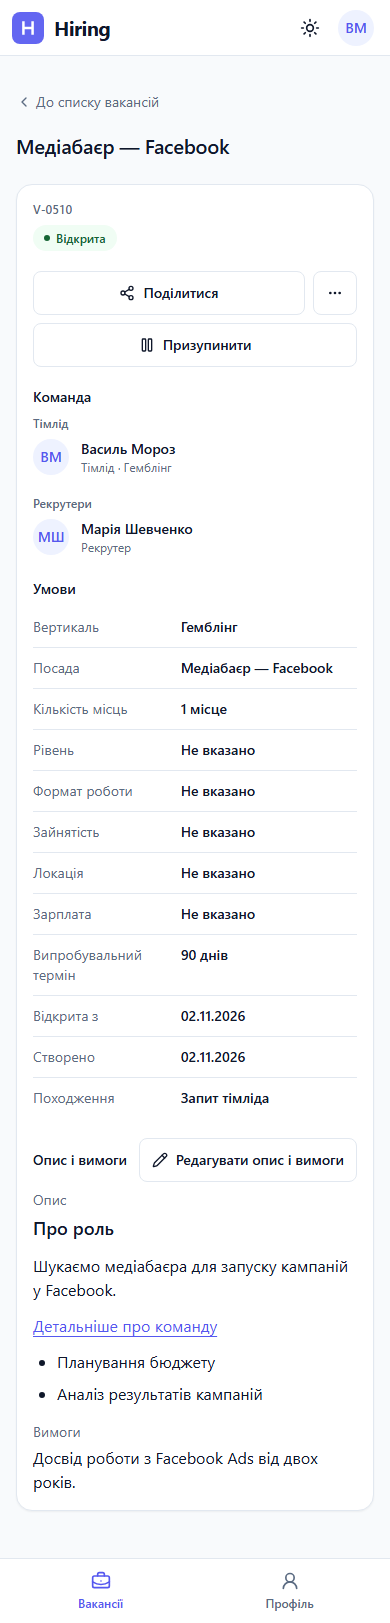 H Hiring
ВМ
До списку вакансій
Медіабаєр — Facebook
V-0510
Відкрита
Поділитися
...
Призупинити
Команда
Тімлід
ВМ
Василь Мороз
Тімлід · Гемблінг
Рекрутери
МШ
Марія Шевченко
Рекрутер
Умови
Вертикаль Гемблінг
Посада Медіабаєр — Facebook
Кількість місць 1 місце
Рівень Не вказано
Формат роботи Не вказано
Зайнятість Не вказано
Локація Не вказано
Зарплата Не вказано
Випробувальний 90 днів
термін
Відкрита з 02.11.2026
Створено 02.11.2026
Походження Запит тімліда
Опис і вимоги Редагувати опис і вимоги
Опис
Про роль
Шукаємо медіабаєра для запуску кампаній
у Facebook.
Детальніше про команду
• Планування бюджету
• Аналіз результатів кампаній
Вимоги
Досвід роботи з Facebook Ads від двох
років.
Вакансії Профіль